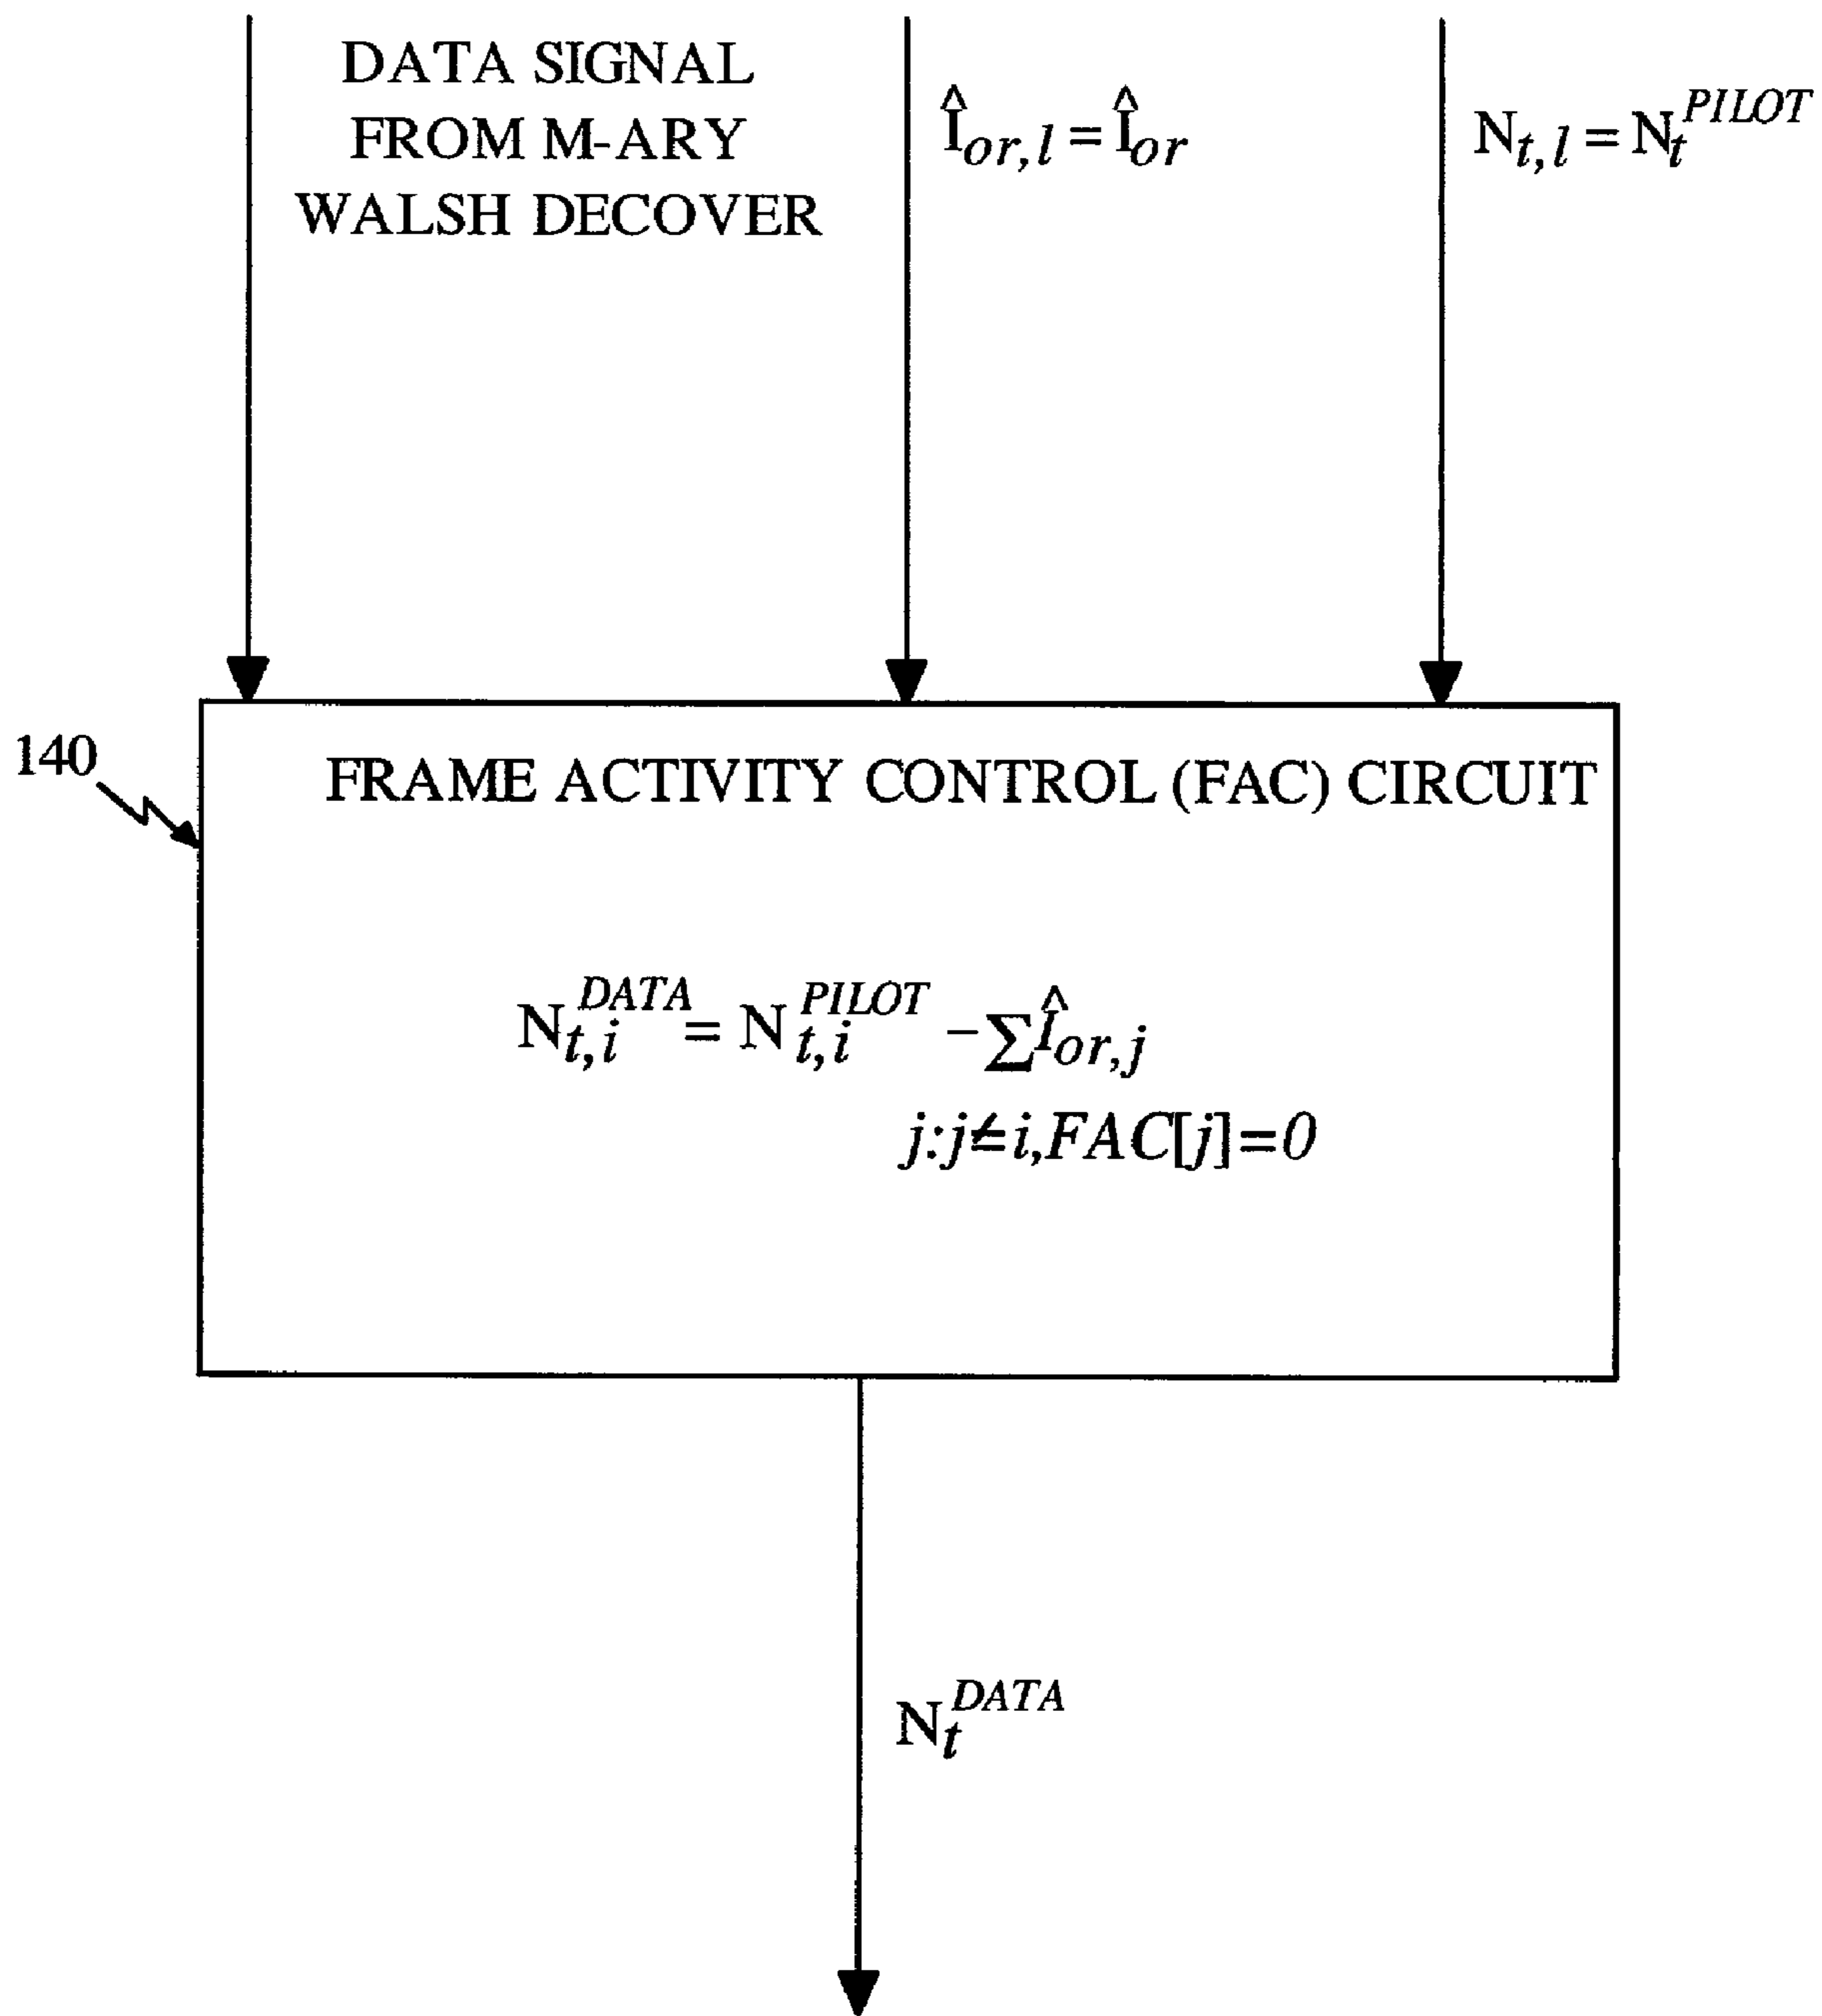 DATA SIGNAL
FROM M-ARY
WALSH DECOVER
Î_{or,l} = Î_{or}
N_{t,l} = N_t^{PILOT}
140
FRAME ACTIVITY CONTROL (FAC) CIRCUIT
N_{t,i}^{DATA} = N_{t,i}^{PILOT} - ∑Î_{or,j}
j:j≠i,FAC[j]=0
N_t^{DATA}